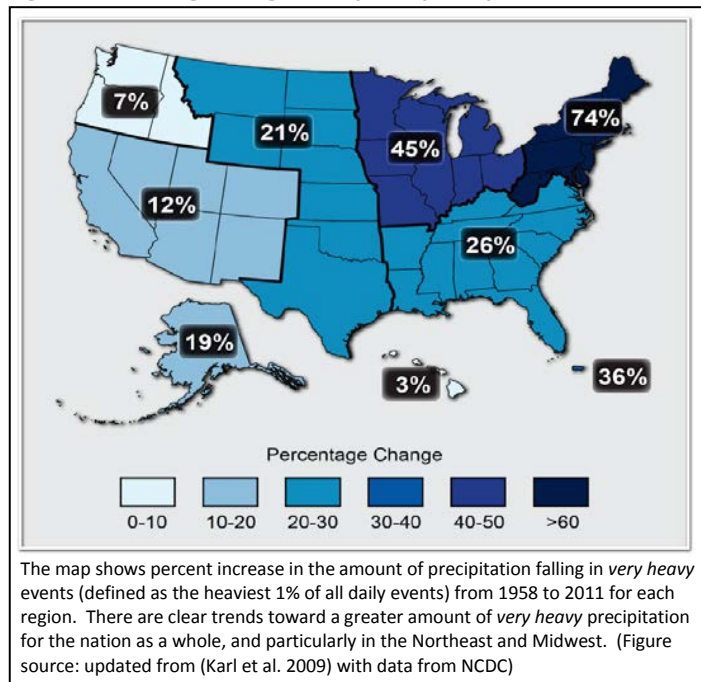 7%
21%
45%
74%
12%
26%
19%
3%
36%
Percentage Change
0-10 10-20 20-30 30-40 40-50 >60
The map shows percent increase in the amount of precipitation falling in very heavy
events (defined as the heaviest 1% of all daily events) from 1958 to 2011 for each
region. There are clear trends toward a greater amount of very heavy precipitation
for the nation as a whole, and particularly in the Northeast and Midwest. (Figure
source: updated from (Karl et al. 2009) with data from NCDC)